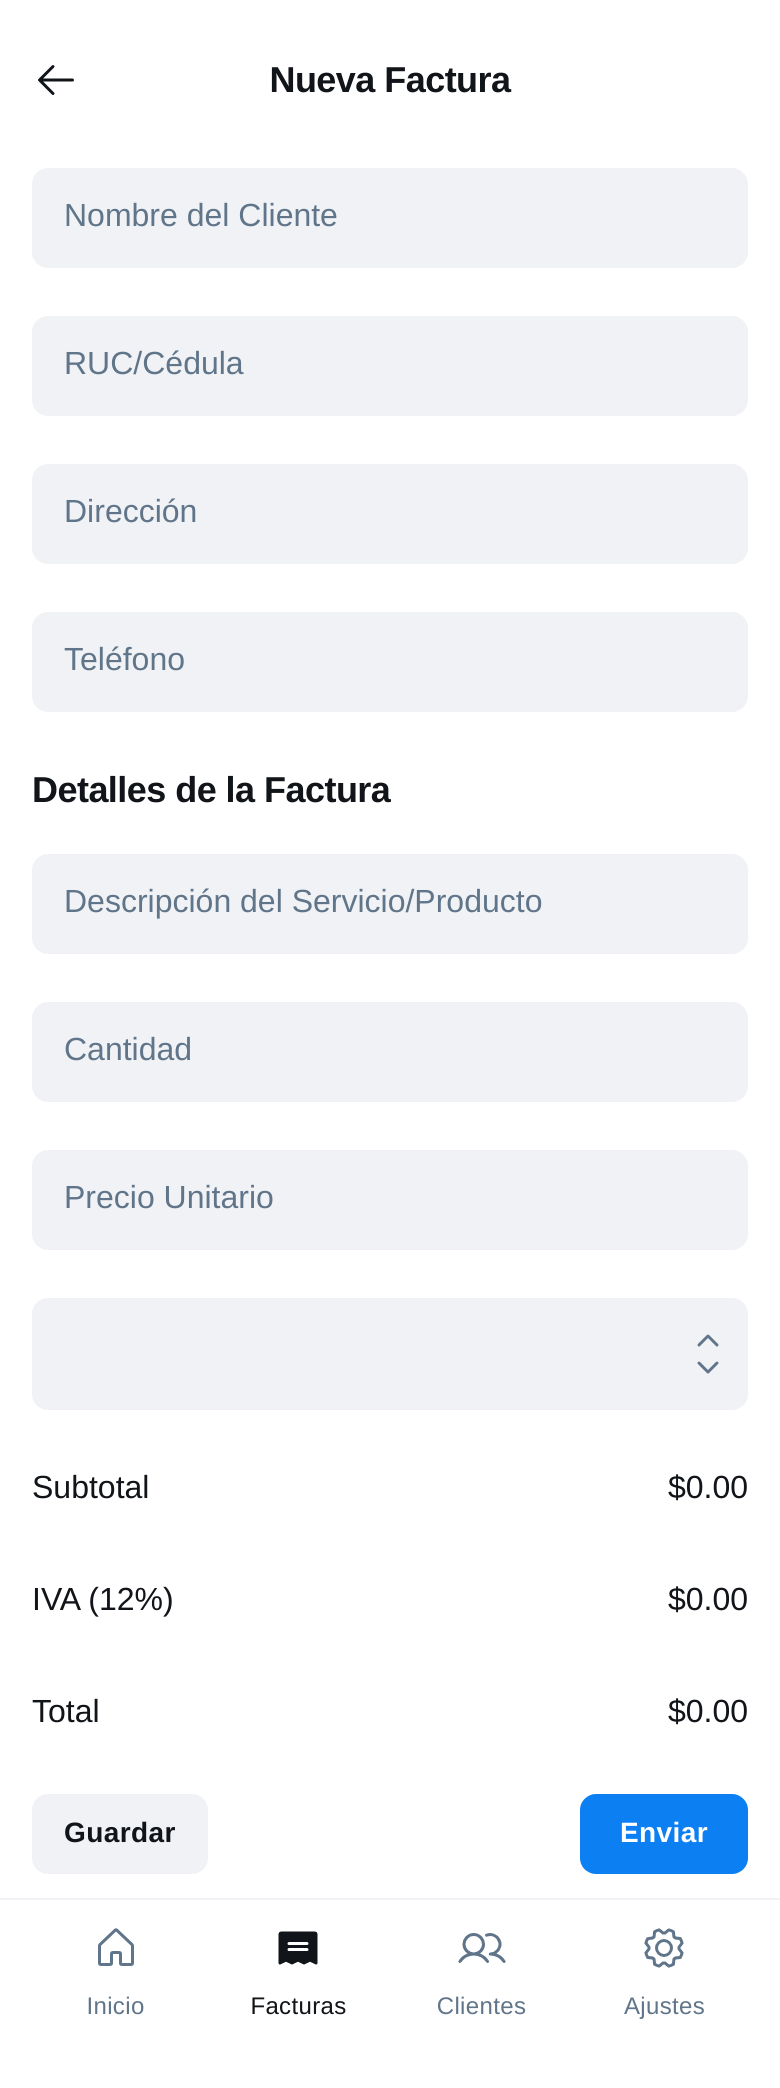 Nueva Factura
Nombre del Cliente
RUC/Cédula
Dirección
Teléfono
Detalles de la Factura
Descripción del Servicio/Producto
Cantidad
Precio Unitario
Subtotal $0.00
IVA (12%) $0.00
Total $0.00
Guardar Enviar
Inicio Facturas Clientes Ajustes